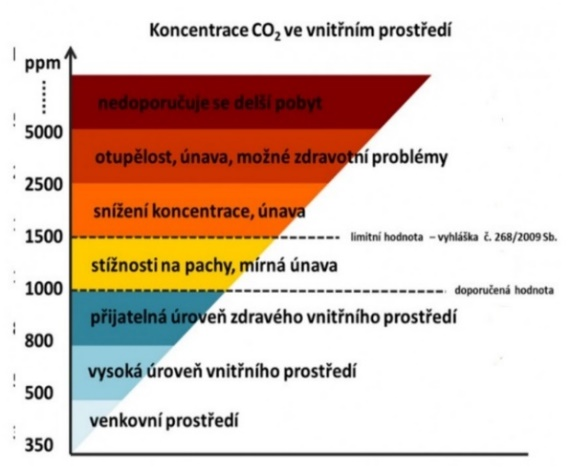 Koncentrace CO₂ ve vnitřním prostředí
ppm
nedoporučuje se delší pobyt
5000
otupělost, únava, možné zdravotní problémy
2500
snížení koncentrace, únava
1500
limitní hodnota – vyhláška č. 268/2009 Sb.
stížnosti na pachy, mírná únava
1000
doporučená hodnota
přijatelná úroveň zdravého vnitřního prostředí
800
vysoká úroveň vnitřního prostředí
500
venkovní prostředí
350